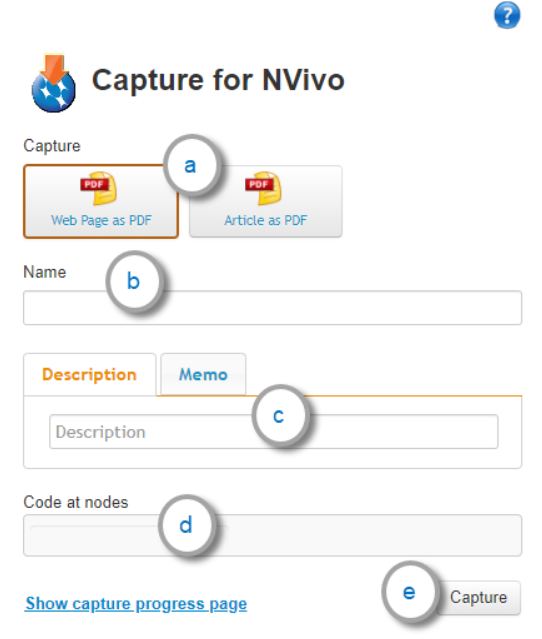 ?
Capture for NVivo
Capture
a
PDF PDF
Web Page as PDF Article as PDF
Name
b
Description Memo
c
Description
Code at nodes
d
Show capture progress page
e Capture